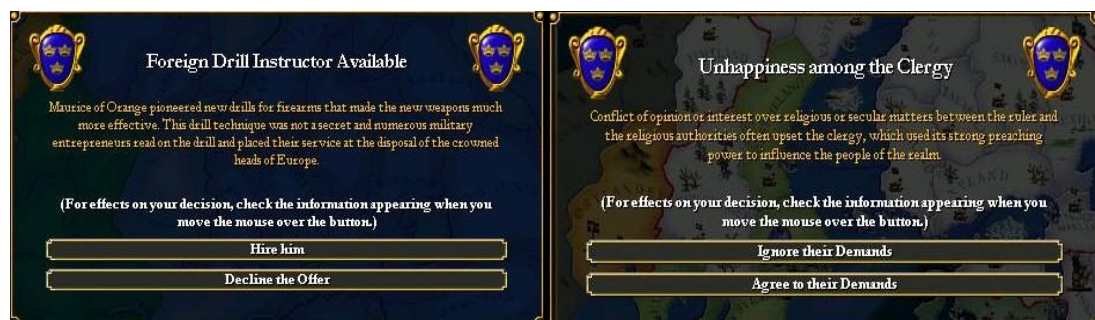 Foreign Drill Instructor Available
Maurice of Orange pioneered new drills for firearms that made the new weapons much
more effective. This drill technique was not a secret and numerous military
entrepreneurs read on the drill and placed their service at the disposal of the crowned
heads of Europe.
(For effects on your decision, check the information appearing when you
move the mouse over the button.)
Hire him
Decline the Offer
Unhappiness among the Clergy
Conflict of opinion or interest over religious or secular matters between the ruler and
the religious authorities often upset the clergy, which used its strong preaching
power to influence the people of the realm.
(For effects on your decision, check the information appearing when you
move the mouse over the button.)
Ignore their Demands
Agree to their Demands